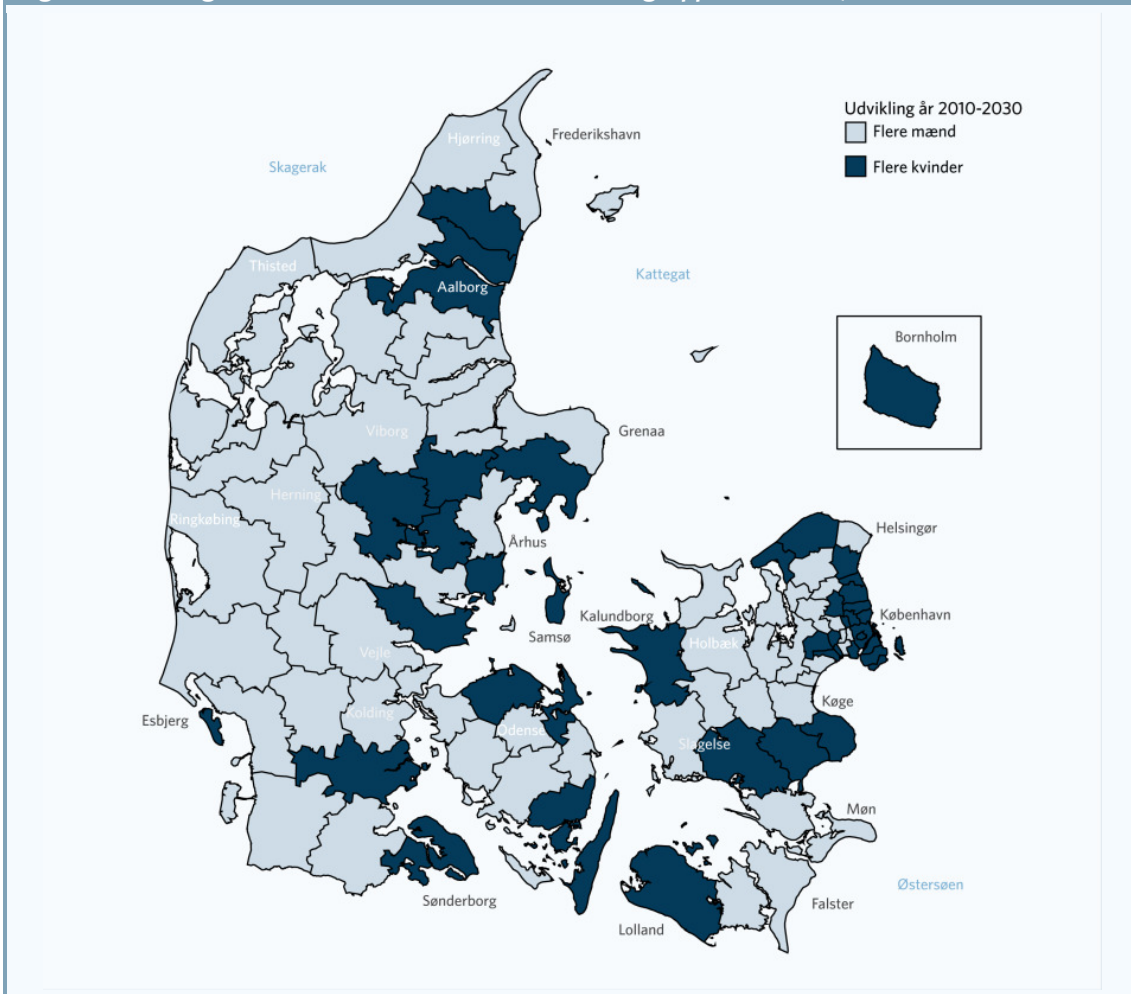 Udvikling år 2010-2030
Flere mænd
Flere kvinder
Hjørring
Frederikshavn
Skagerak
Thisted
Aalborg
Kattegat
Bornholm
Viborg
Grenaa
Herning
Ringkøbing
Århus
Helsingør
Kalundborg
København
Samsø
Holbæk
Vejle
Køge
Esbjerg
Kolding
Odense
Slagelse
Møn
Østersøen
Sønderborg
Falster
Lolland